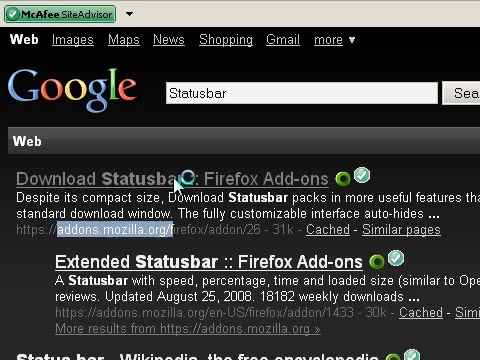 McAfee SiteAdvisor
Web Images Maps News Shopping Gmail more
Google
Statusbar
Sea
Web
Download Statusbar :: Firefox Add-ons
Despite its compact size, Download Statusbar packs in more useful features tha
standard download window. The fully customizable interface auto-hides ...
https://addons.mozilla.org/firefox/addon/26 - 31k - Cached - Similar pages
Extended Statusbar :: Firefox Add-ons
A Statusbar with speed, percentage, time and loaded size (similar to Ope
reviews. Updated August 25, 2008. 18182 weekly downloads ...
https://addons.mozilla.org/en-US/firefox/addon/1433 - 30k - Cached - Sim
More results from https://addons.mozilla.org »
Status bar - Wikipedia, the free encyclopedia